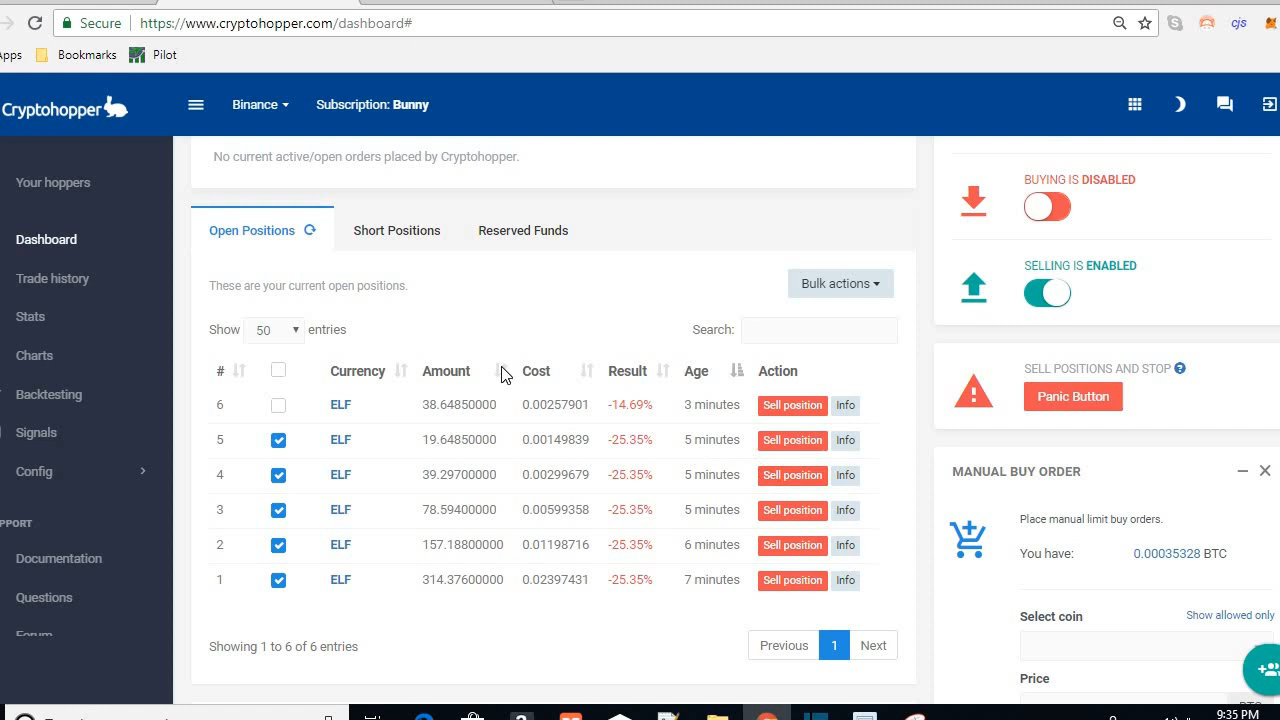 Secure https://www.cryptohopper.com/dashboard#
cjs
Apps Bookmarks Pilot
Cryptohopper Binance Subscription: Bunny
Your hoppers
Dashboard
Trade history
Stats
Charts
Backtesting
Signals
Config
Documentation
Questions
Forum
No current active/open orders placed by Cryptohopper.
Open Positions Short Positions Reserved Funds
These are your current open positions. Bulk actions
Show 50 entries Search:
# Currency Amount Cost Result Age Action
6 ELF 38.64850000 0.00257901 -14.69% 3 minutes Sell position Info
5 ELF 19.64850000 0.00149839 -25.35% 5 minutes Sell position Info
4 ELF 39.29700000 0.00299679 -25.35% 5 minutes Sell position Info
3 ELF 78.59400000 0.00599358 -25.35% 5 minutes Sell position Info
2 ELF 157.18800000 0.01198716 -25.35% 6 minutes Sell position Info
1 ELF 314.37600000 0.02397431 -25.35% 7 minutes Sell position Info
Showing 1 to 6 of 6 entries Previous 1 Next
BUYING IS DISABLED
SELLING IS ENABLED
SELL POSITIONS AND STOP ?
Panic Button
MANUAL BUY ORDER
Place manual limit buy orders.
You have: 0.00035328 BTC
Select coin Show allowed only
Price
9:35 PM